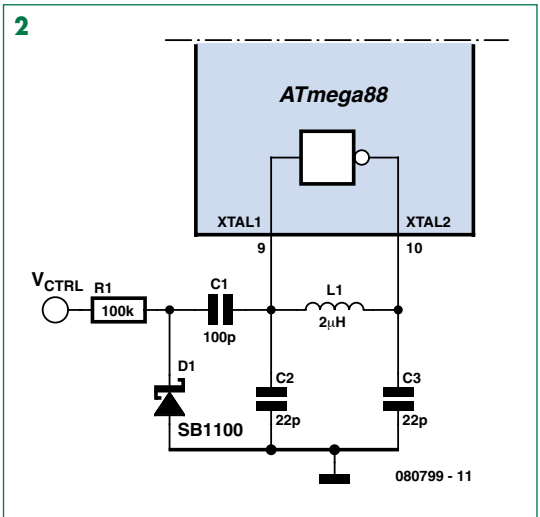 2
ATmega88
XTAL1
XTAL2
9
10
VCTRL
R1
100k
C1
100p
L1
2µH
D1
SB1100
C2
22p
C3
22p
080799 - 11